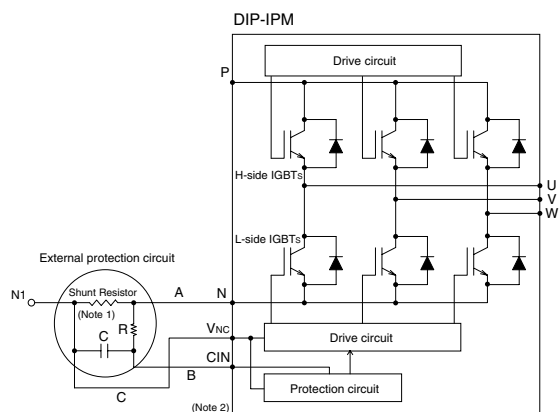 DIP-IPM
Drive circuit
P
H-side IGBTs
U
V
W
L-side IGBTs
External protection circuit
N1
Shunt Resistor
A
N
(Note 1)
R
C
VNC
Drive circuit
CIN
B
C
Protection circuit
(Note 2)